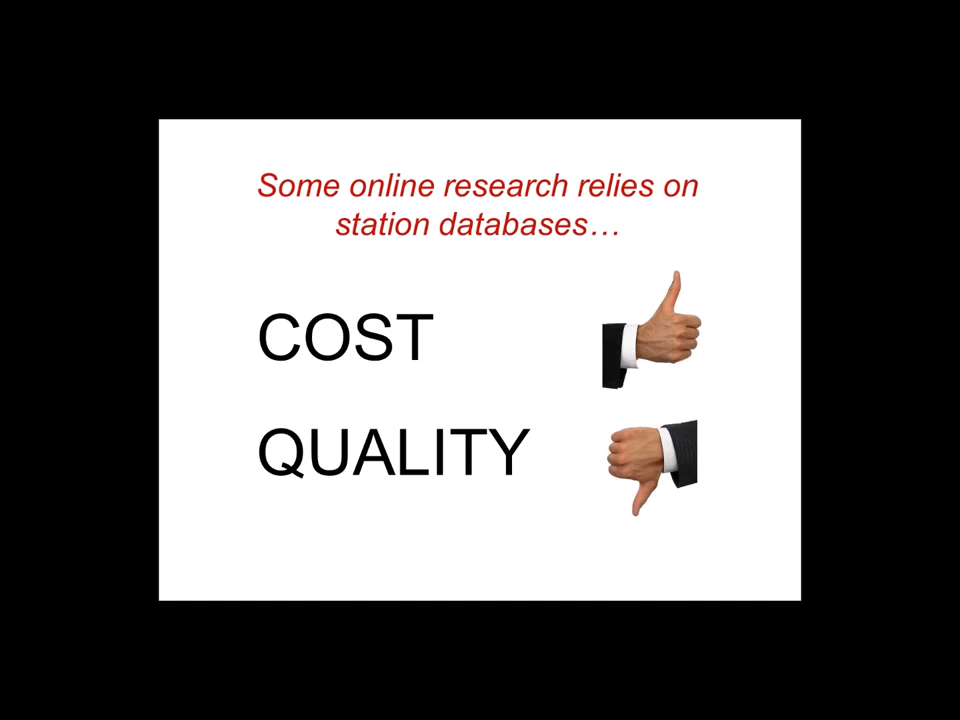 Some online research relies on
station databases…
COST
QUALITY